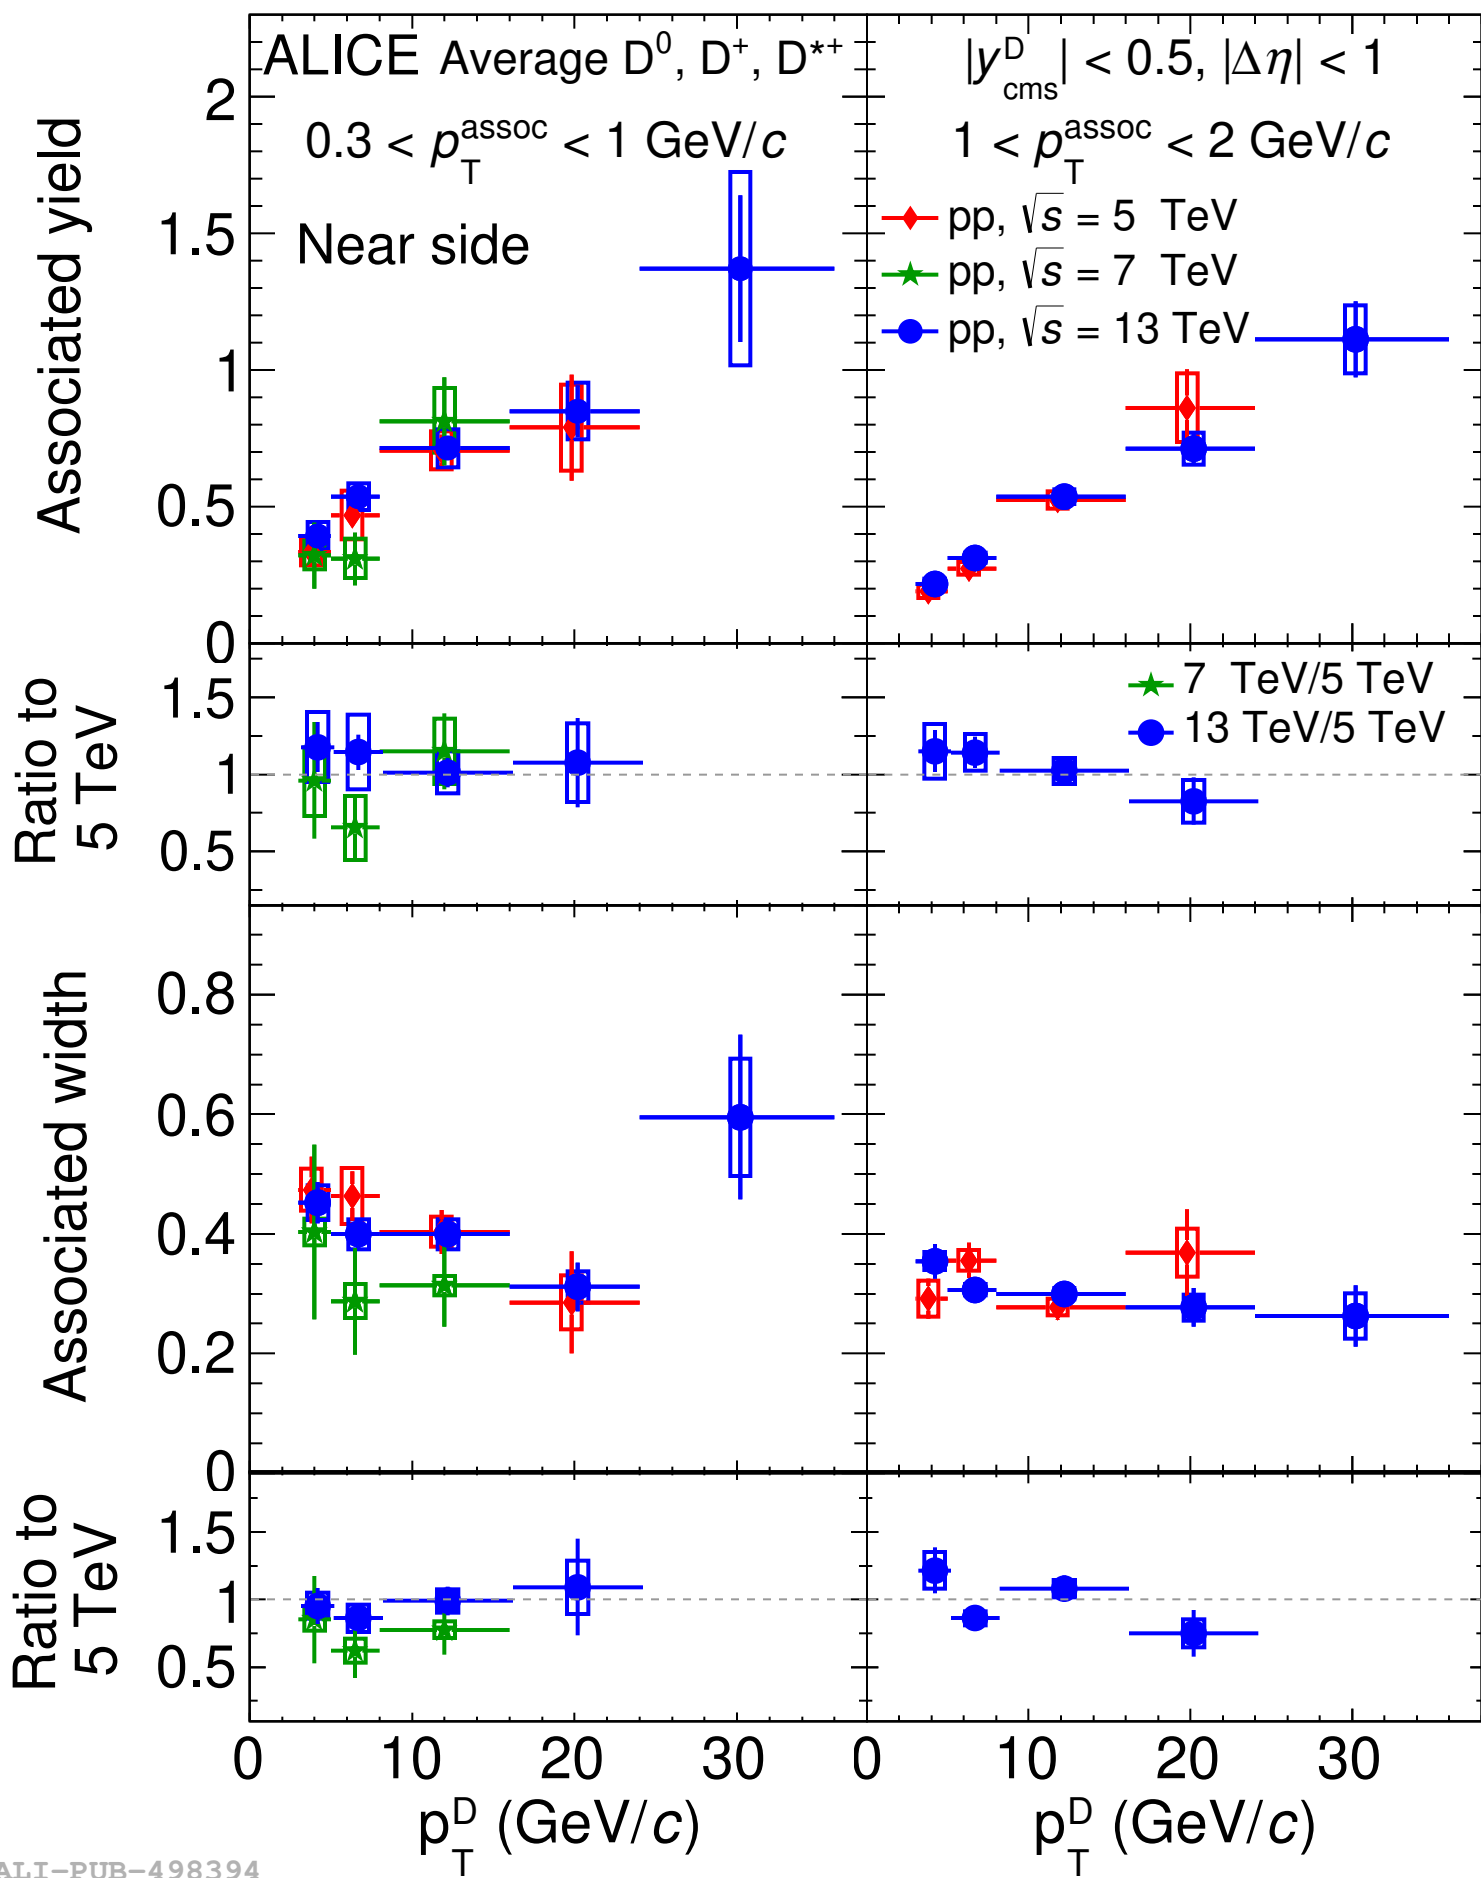 ALICE Average D⁰, D⁺, D*⁺
0.3 < p_T^assoc < 1 GeV/c
Near side
|y_cms^D| < 0.5, |Δη| < 1
1 < p_T^assoc < 2 GeV/c
pp, √s = 5 TeV
pp, √s = 7 TeV
pp, √s = 13 TeV
Associated yield
2
1.5
1
0.5
0
7 TeV/5 TeV
13 TeV/5 TeV
Ratio to
5 TeV
1.5
1
0.5
Associated width
0.8
0.6
0.4
0.2
0
Ratio to
5 TeV
1.5
1
0.5
0 10 20 30 0 10 20 30
p_T^D (GeV/c) p_T^D (GeV/c)
ALI-PUB-498394